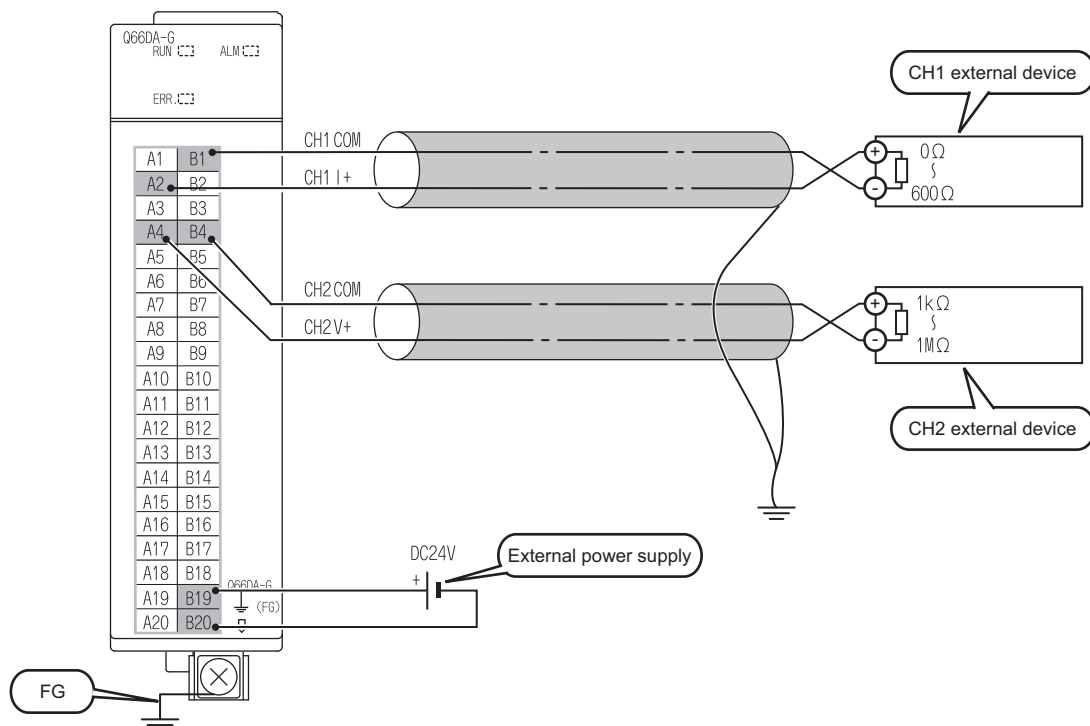 Q66DA-G
RUN ALM
ERR.
CH1 external device
CH1 COM
CH1 I+
0Ω
600Ω
A1 B1
A2 B2
A3 B3
A4 B4
A5 B5
A6 B6
A7 B7
A8 B8
A9 B9
A10 B10
A11 B11
A12 B12
A13 B13
A14 B14
A15 B15
A16 B16
A17 B17
A18 B18
A19 B19
A20 B20
CH2 COM
CH2 V+
1kΩ
1MΩ
CH2 external device
DC24V
+
External power supply
Q66DA-G
(FG)
FG
+
-
+
-